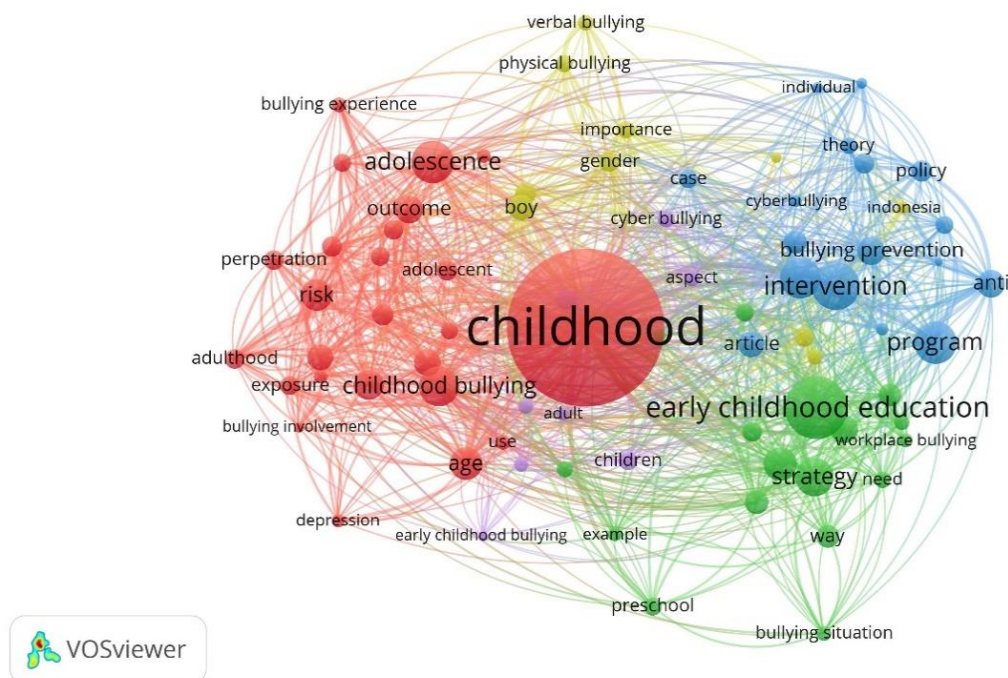 verbal bullying
physical bullying
individual
bullying experience
importance
theory
adolescence
gender
policy
case
outcome
boy
cyberbullying
indonesia
cyber bullying
bullying prevention
perpetration
adolescent
aspect
intervention
anti
risk
childhood
article
program
adulthood
exposure
childhood bullying
early childhood education
adult
bullying involvement
use
workplace bullying
age
children
strategy
need
depression
early childhood bullying
example
way
preschool
bullying situation
VOSviewer